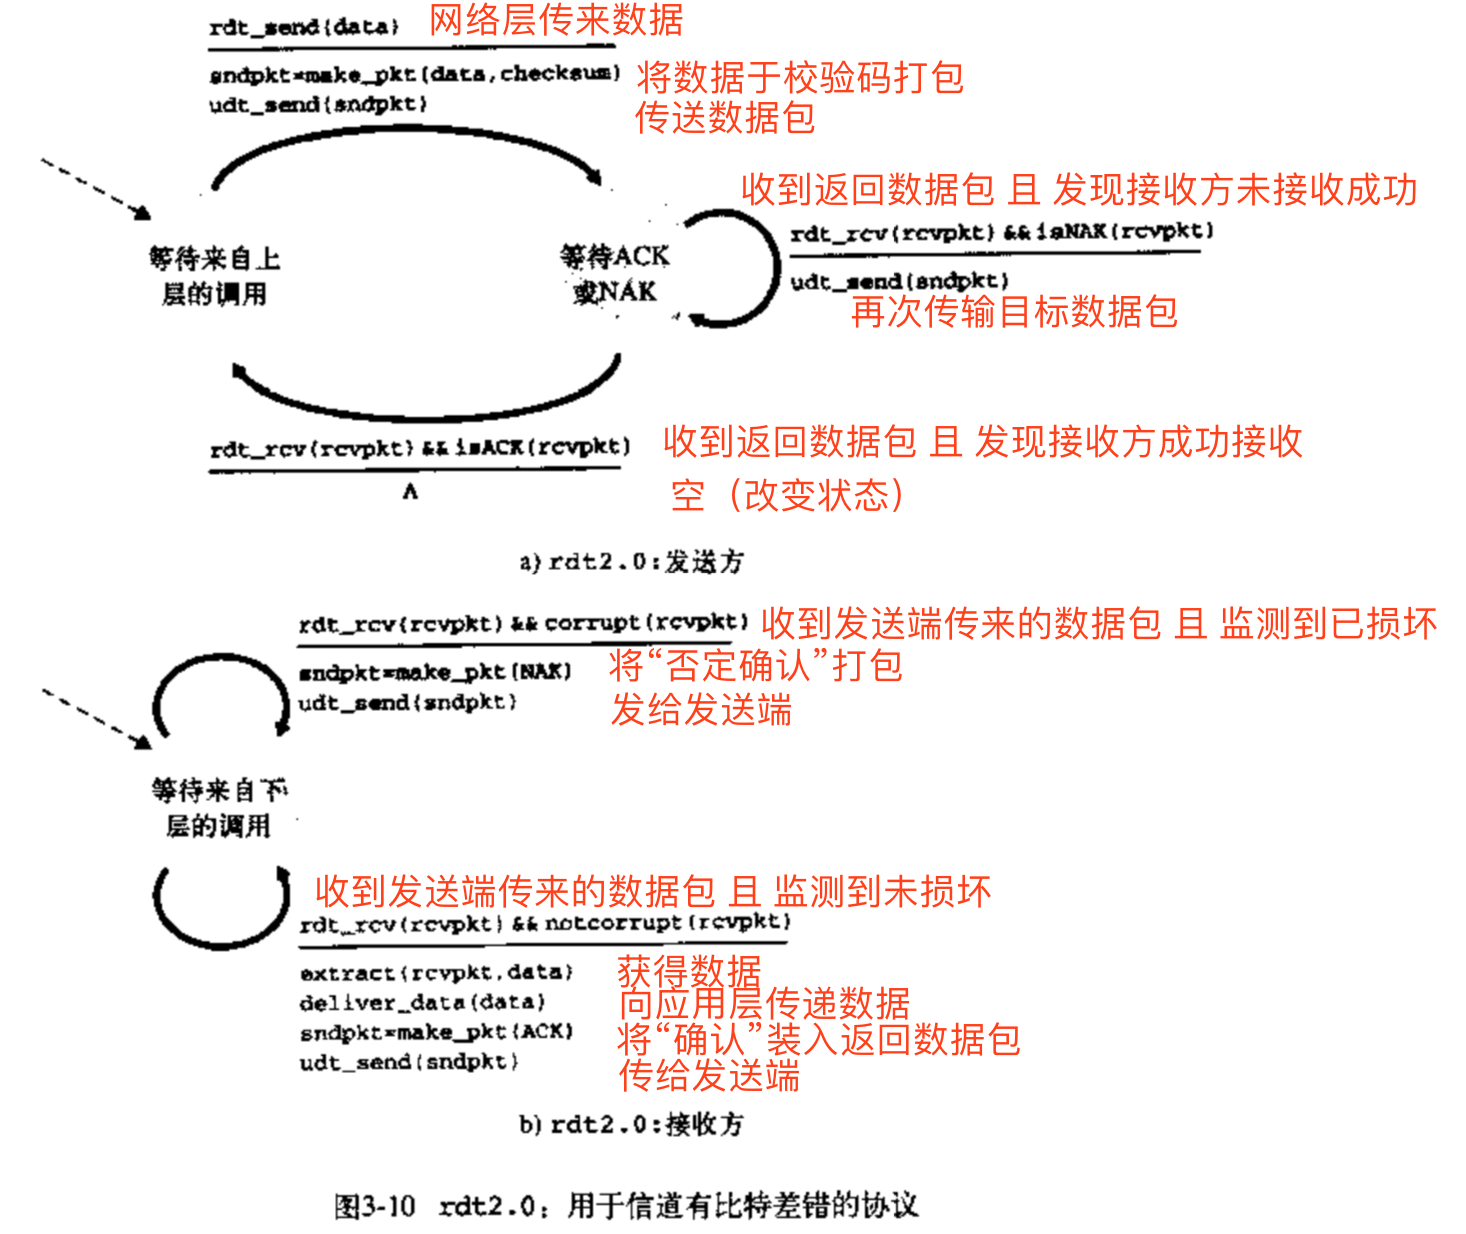 rdt_send(data) 网络层传来数据
sndpkt=make_pkt(data,checksum) 将数据于校验码打包
udt_send(sndpkt) 传送数据包
收到返回数据包 且 发现接收方未接收成功
rdt_rcv(rcvpkt)&&isNAK(rcvpkt)
等待来自上
层的调用
等待ACK
或NAK
udt_send(sndpkt)
再次传输目标数据包
rdt_rcv(rcvpkt)&&isACK(rcvpkt) 收到返回数据包 且 发现接收方成功接收
Λ 空（改变状态）
a) rdt2.0:发送方
rdt_rcv(rcvpkt)&&corrupt(rcvpkt) 收到发送端传来的数据包 且 监测到已损坏
sndpkt=make_pkt(NAK) 将“否定确认”打包
udt_send(sndpkt) 发给发送端
等待来自下
层的调用
收到发送端传来的数据包 且 监测到未损坏
rdt_rcv(rcvpkt)&&notcorrupt(rcvpkt)
extract(rcvpkt,data) 获得数据
deliver_data(data) 向应用层传递数据
sndpkt=make_pkt(ACK) 将“确认”装入返回数据包
udt_send(sndpkt) 传给发送端
b) rdt2.0:接收方
图3-10 rdt2.0：用于信道有比特差错的协议